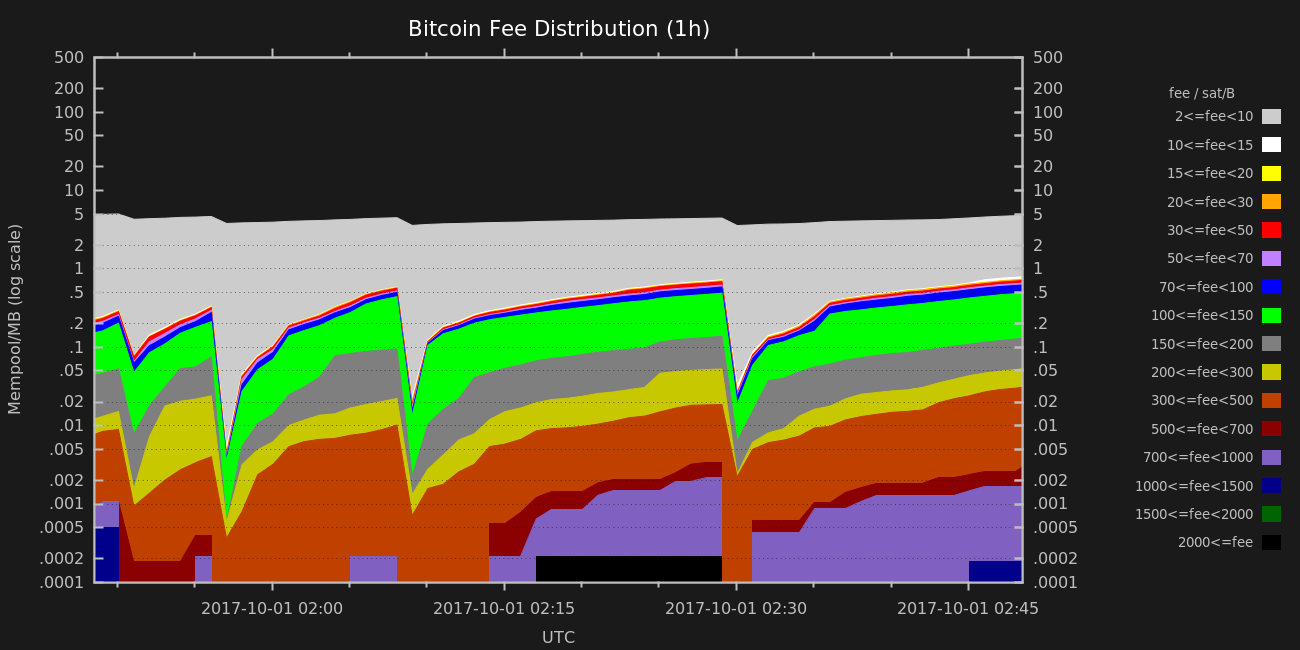 Bitcoin Fee Distribution (1h)
Mempool/MB (log scale)
500
200
100
50
20
10
5
2
1
.5
.2
.1
.05
.02
.01
.005
.002
.001
.0005
.0002
.0001
500
200
100
50
20
10
5
2
1
.5
.2
.1
.05
.02
.01
.005
.002
.001
.0005
.0002
.0001
2017-10-01 02:00
2017-10-01 02:15
2017-10-01 02:30
2017-10-01 02:45
UTC
fee / sat/B
2<=fee<10
10<=fee<15
15<=fee<20
20<=fee<30
30<=fee<50
50<=fee<70
70<=fee<100
100<=fee<150
150<=fee<200
200<=fee<300
300<=fee<500
500<=fee<700
700<=fee<1000
1000<=fee<1500
1500<=fee<2000
2000<=fee